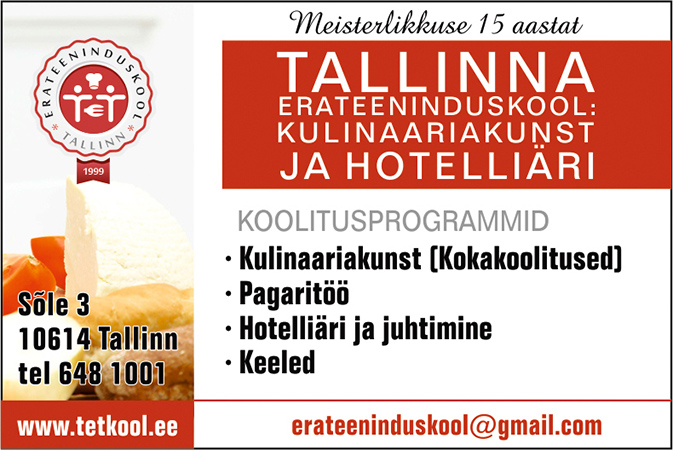 Meisterlikkuse 15 aastat
ERATEENINDUSKOOL
TET

* TALLINN *
1999
TALLINNA
ERATEENINDUSKOOL:
KULINAARIAKUNST
JA HOTELLIÄRI
KOOLITUSPROGRAMMID
· Kulinaariakunst (Kokakoolitused)
· Pagaritöö
· Hotelliäri ja juhtimine
· Keeled
Sõle 3
10614 Tallinn
tel 648 1001
www.tetkool.ee
erateeninduskool@gmail.com